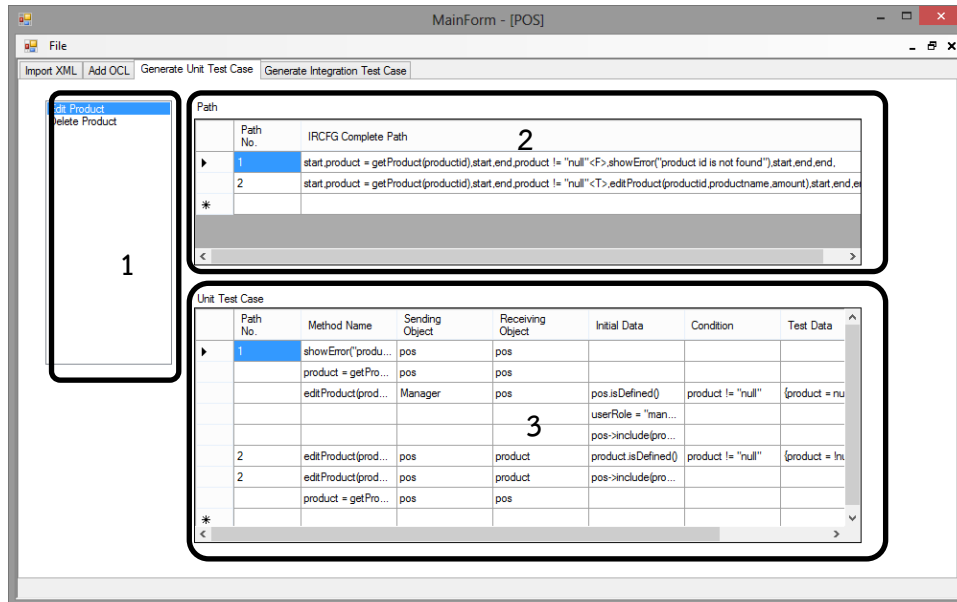 MainForm - [POS]
File
Import XML Add OCL Generate Unit Test Case Generate Integration Test Case
Edit Product
Delete Product
1
Path
2
Path No. IRCFG Complete Path
1 start,product = getProduct(productid),start,end,product != "null"<F>,showError("product id is not found"),start,end,end,
2 start,product = getProduct(productid),start,end,product != "null"<T>,editProduct(productid,productname,amount),start,end,e
Unit Test Case
3
Path No. Method Name Sending Object Receiving Object Initial Data Condition Test Data
1 showError("produ... pos pos
product = getPro... pos pos
editProduct(prod... Manager pos pos.isDefined() product != "null" {product = nu
userRole = "man...
pos->include(pro...
2 editProduct(prod... pos product product.isDefined() product != "null" {product = !nu
2 editProduct(prod... pos product pos->include(pro...
product = getPro... pos pos